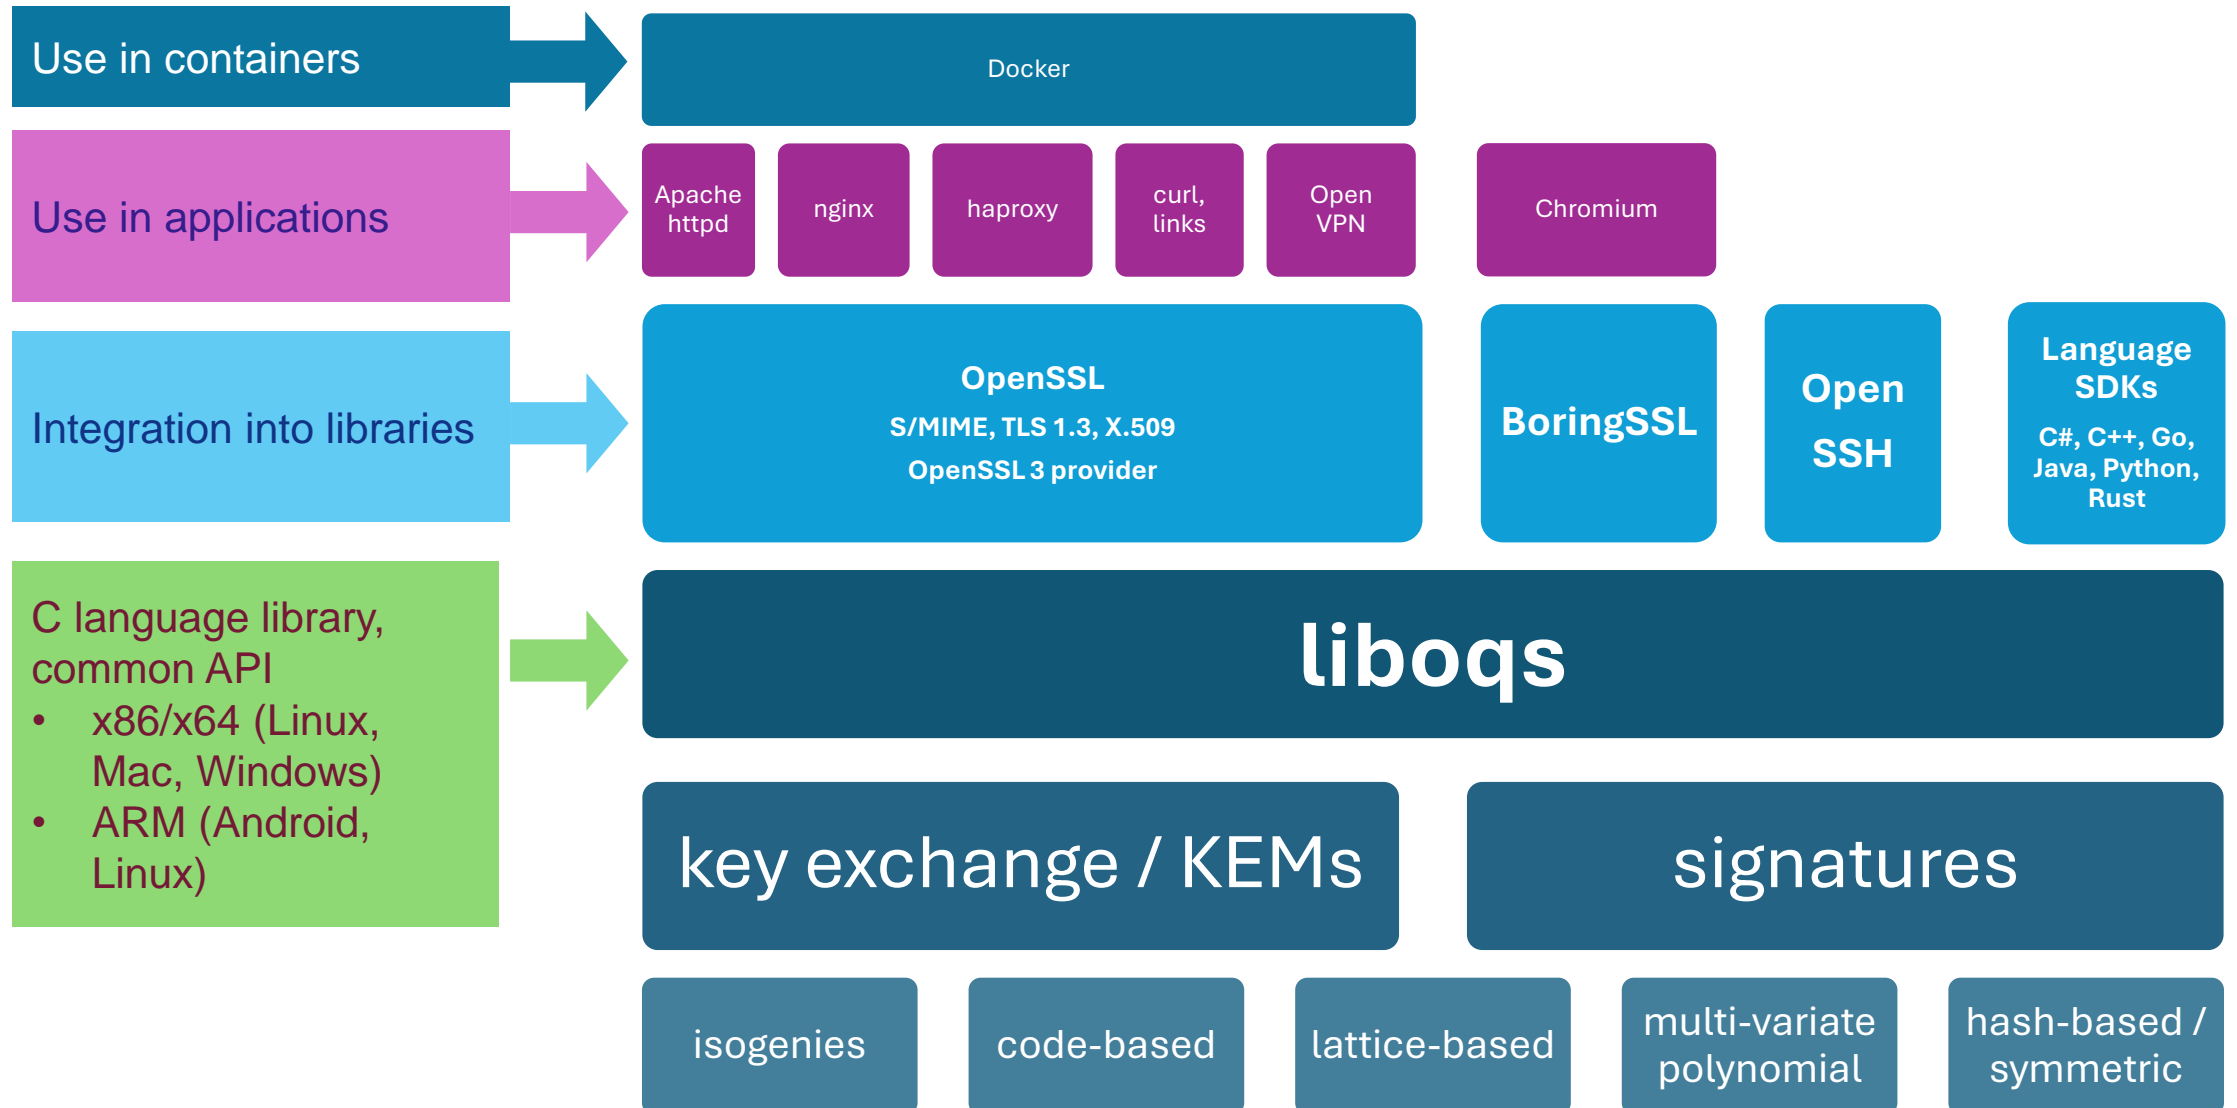 Use in containers
Docker
Use in applications
Apache
httpd
nginx
haproxy
curl,
links
Open
VPN
Chromium
Integration into libraries
OpenSSL
S/MIME, TLS 1.3, X.509
OpenSSL 3 provider
BoringSSL
Open
SSH
Language
SDKs
C#, C++, Go,
Java, Python,
Rust
C language library,
common API
• x86/x64 (Linux,
Mac, Windows)
• ARM (Android,
Linux)
liboqs
key exchange / KEMs
signatures
isogenies
code-based
lattice-based
multi-variate
polynomial
hash-based /
symmetric